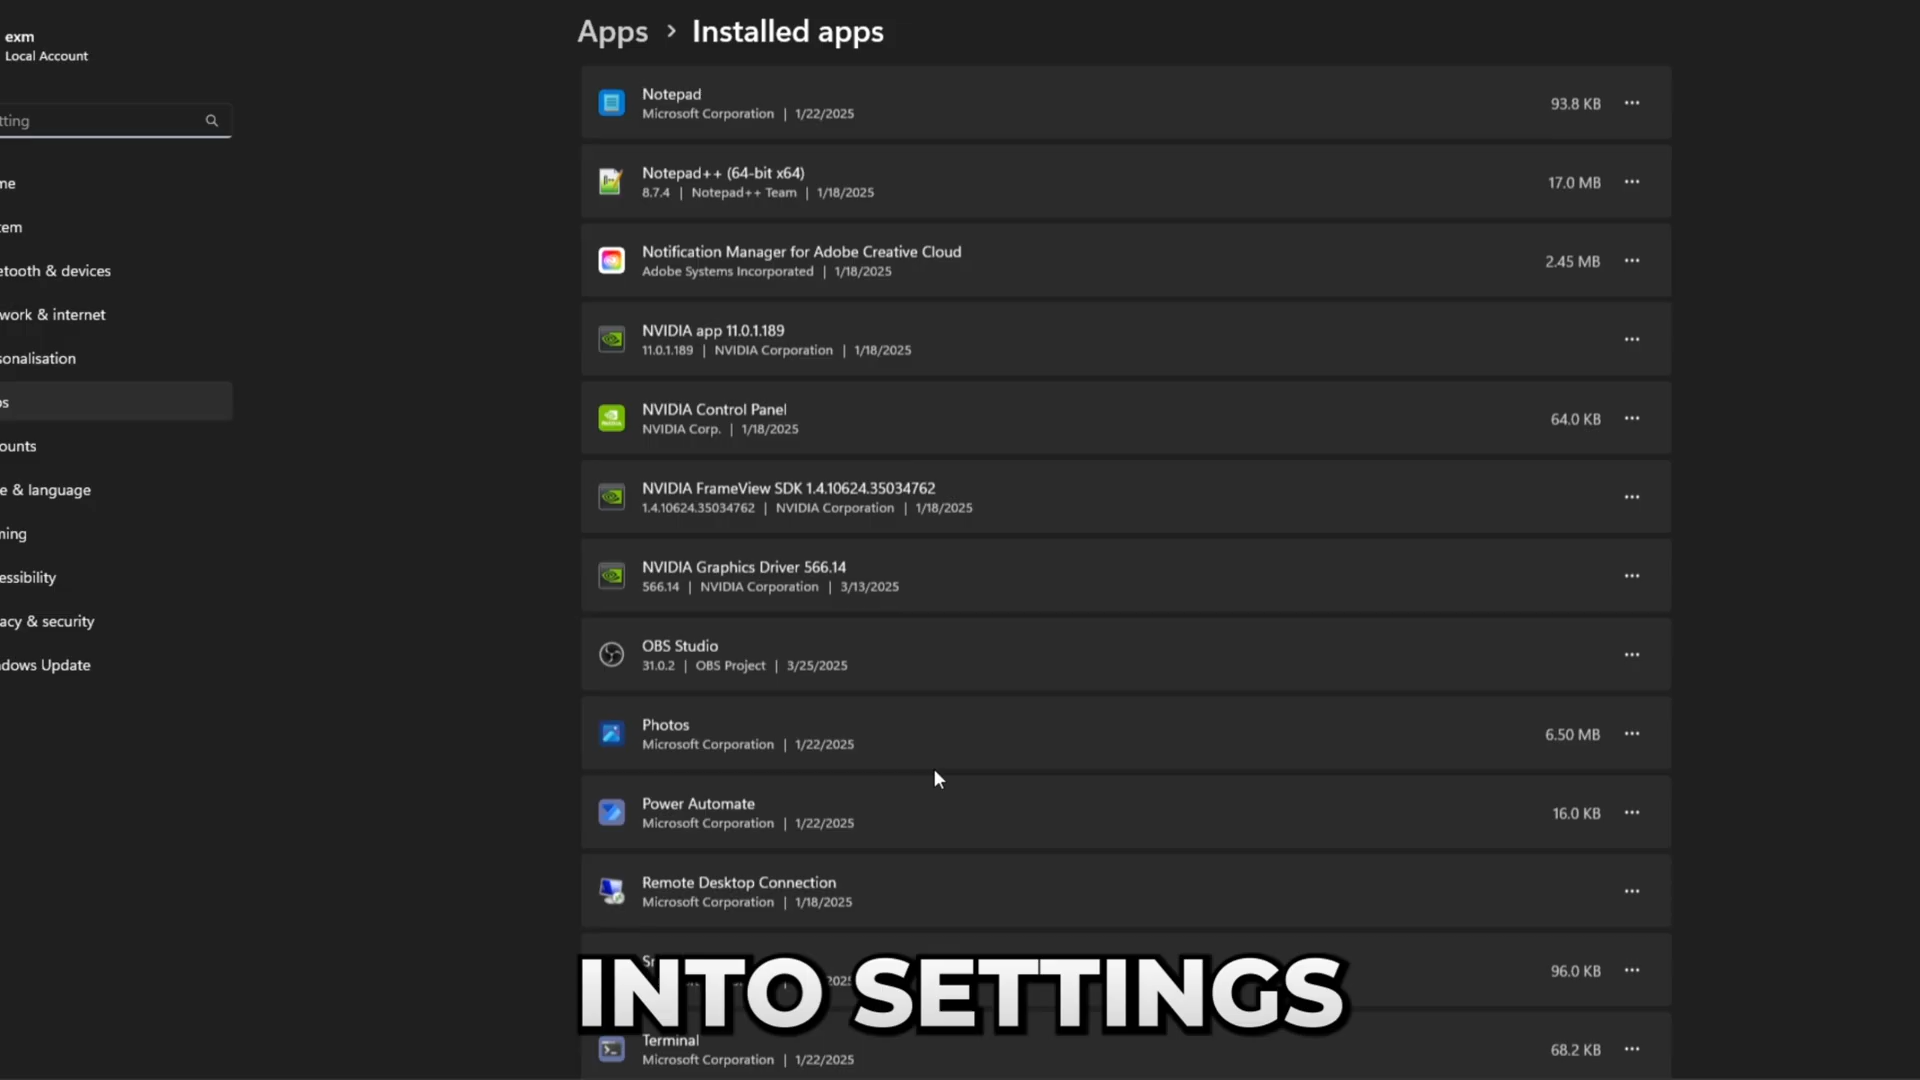 exm
Local Account
tting
me
tem
etooth & devices
work & internet
sonalisation
os
ounts
e & language
ming
essibility
acy & security
dows Update
Apps > Installed apps
Notepad
Microsoft Corporation | 1/22/2025
93.8 KB
Notepad++ (64-bit x64)
8.7.4 | Notepad++ Team | 1/18/2025
17.0 MB
Notification Manager for Adobe Creative Cloud
Adobe Systems Incorporated | 1/18/2025
2.45 MB
NVIDIA app 11.0.1.189
11.0.1.189 | NVIDIA Corporation | 1/18/2025
NVIDIA Control Panel
NVIDIA Corp. | 1/18/2025
64.0 KB
NVIDIA FrameView SDK 1.4.10624.35034762
1.4.10624.35034762 | NVIDIA Corporation | 1/18/2025
NVIDIA Graphics Driver 566.14
566.14 | NVIDIA Corporation | 3/13/2025
OBS Studio
31.0.2 | OBS Project | 3/25/2025
Photos
Microsoft Corporation | 1/22/2025
6.50 MB
Power Automate
Microsoft Corporation | 1/22/2025
16.0 KB
Remote Desktop Connection
Microsoft Corporation | 1/18/2025
96.0 KB
INTO SETTINGS
Terminal
Microsoft Corporation | 1/22/2025
68.2 KB